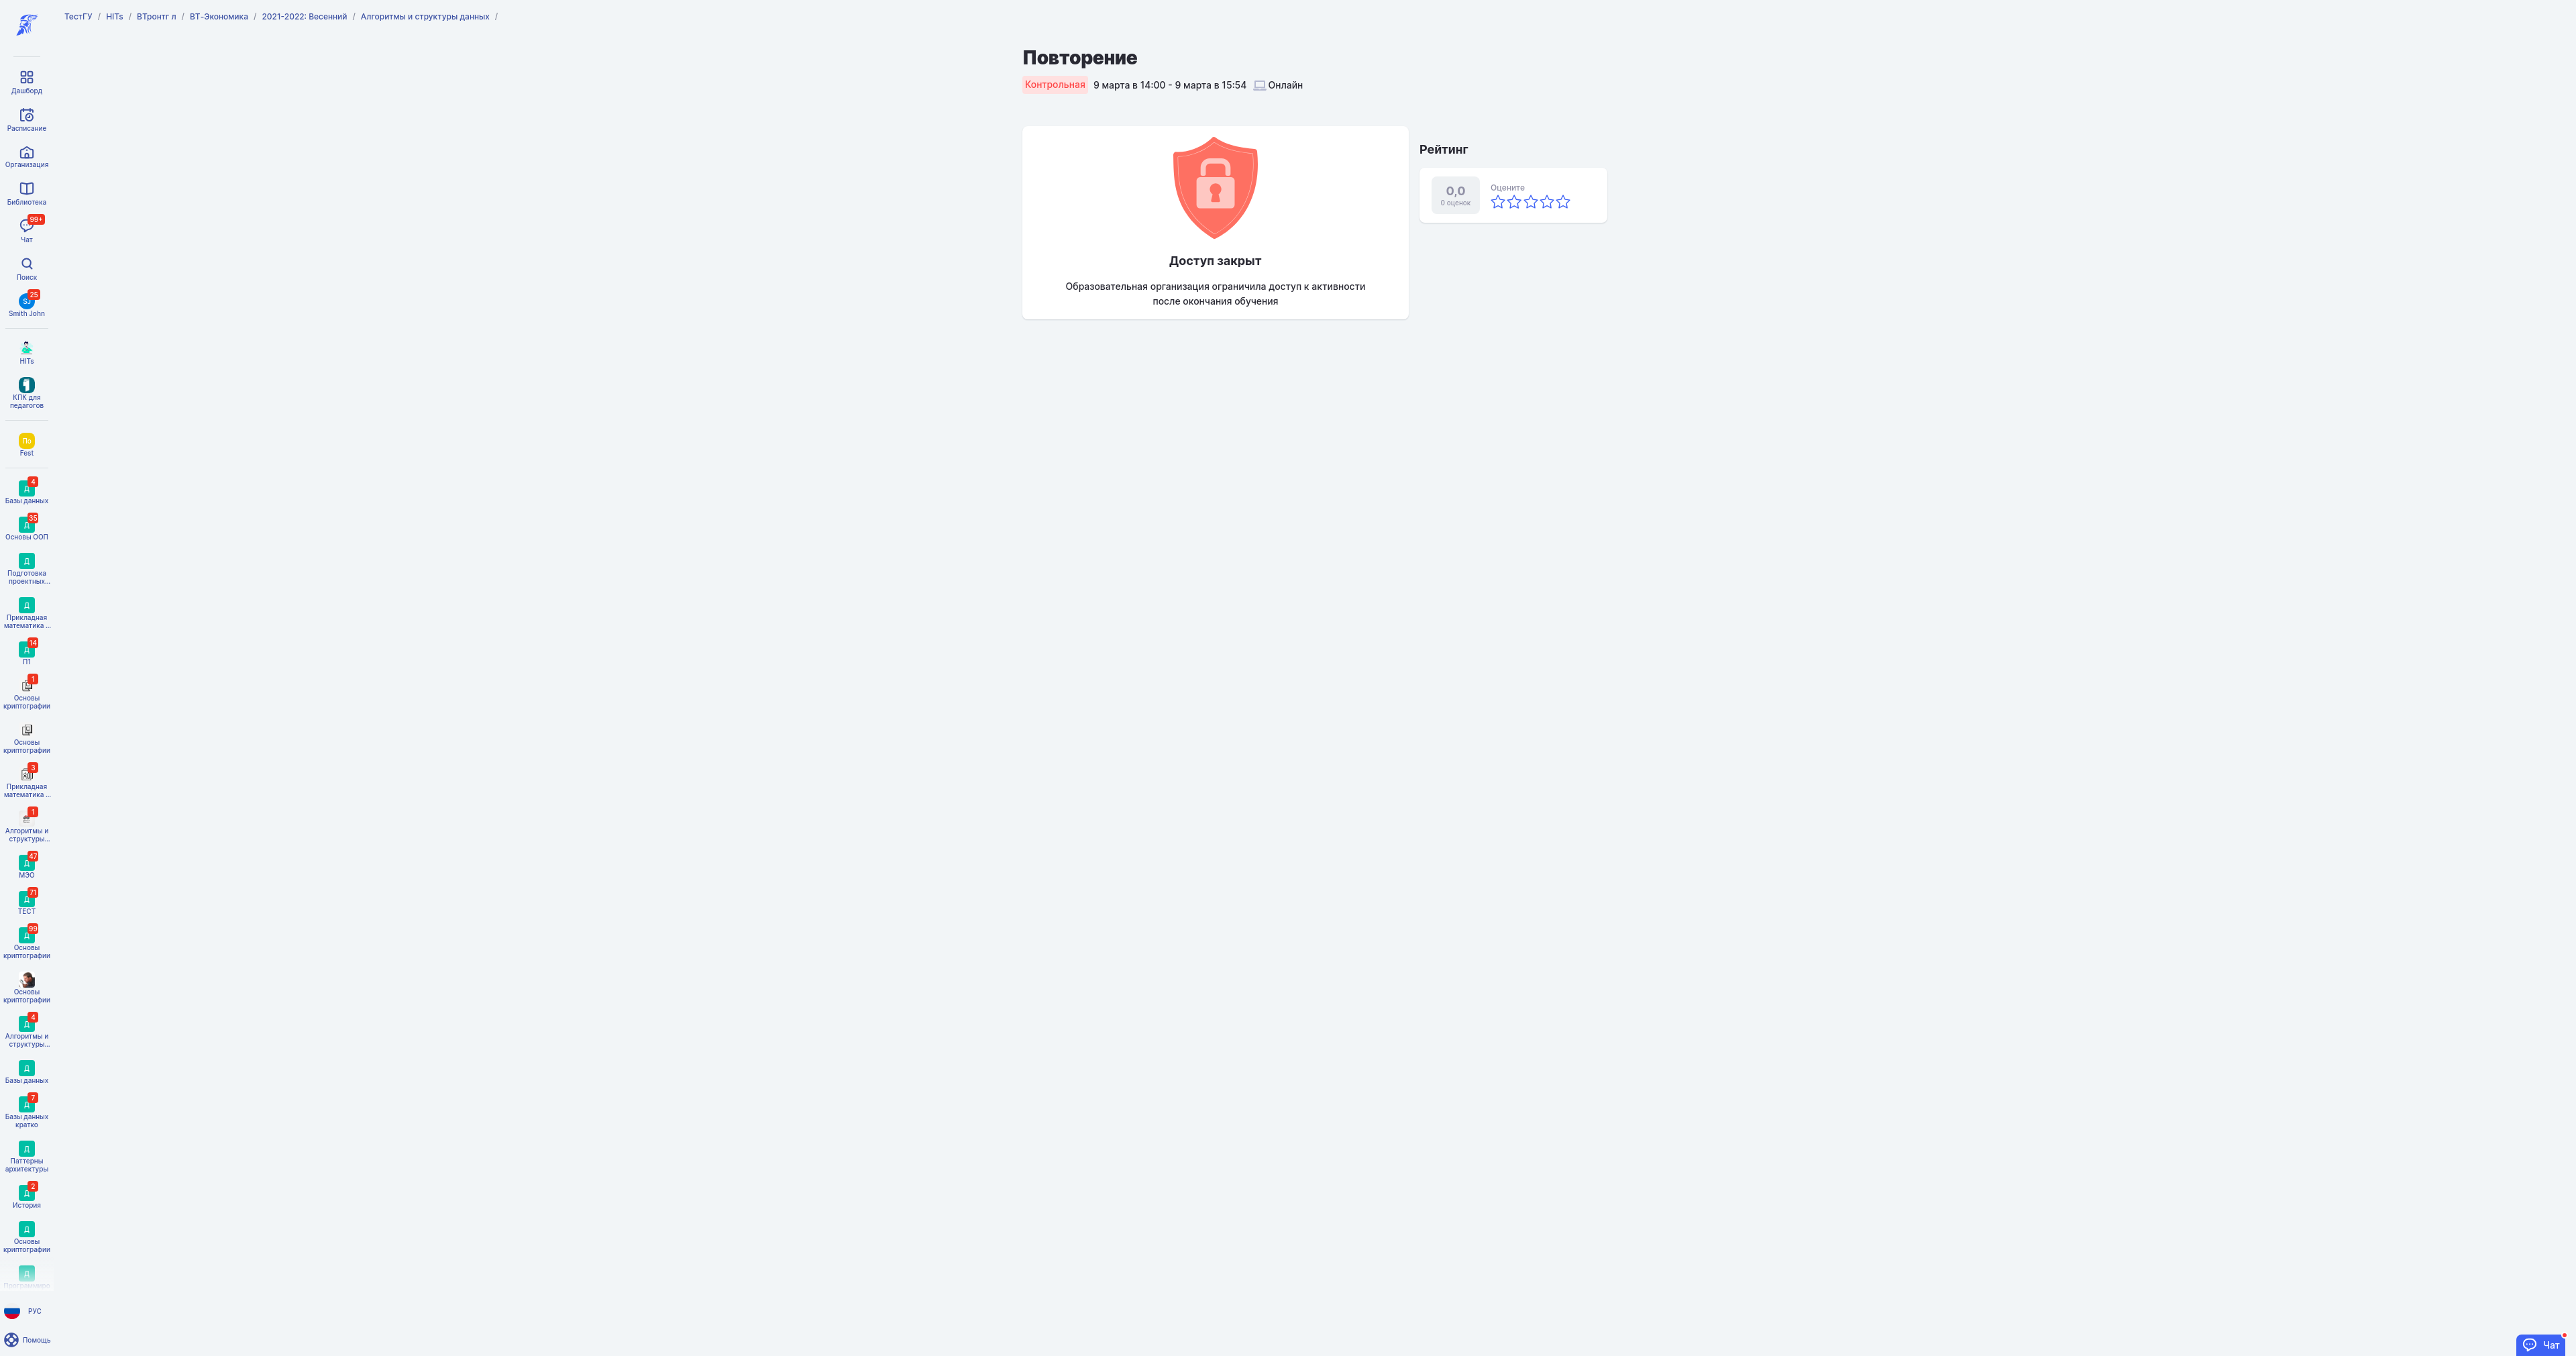 ТестГУ / HITs / ВТронтг л / ВТ-Экономика / 2021-2022: Весенний / Алгоритмы и структуры данных /
Дашборд
Расписание
Организация
Библиотека
99+
Чат
Поиск
SJ
25
Smith John
HITs
КПК для
педагогов
Па
Fest
Д
4
Базы данных
Д
35
Основы ООП
Д
Подготовка
проектных...
Д
Прикладная
математика ...
Д
14
П1
1
Основы
криптографии
Основы
криптографии
3
Прикладная
математика ...
1
Алгоритмы и
структуры...
Д
47
МЭО
Д
71
ТЕСТ
Д
99
Основы
криптографии
Основы
криптографии
Д
4
Алгоритмы и
структуры...
Д
Базы данных
Д
7
Базы данных
кратко
Д
Паттерны
архитектуры
Д
2
История
Д
Основы
криптографии
Д
РУС
Помощь
Повторение
Контрольная 9 марта в 14:00 - 9 марта в 15:54 Онлайн
Доступ закрыт
Образовательная организация ограничила доступ к активности
после окончания обучения
Рейтинг
0,0
0 оценок
Оцените
Чат